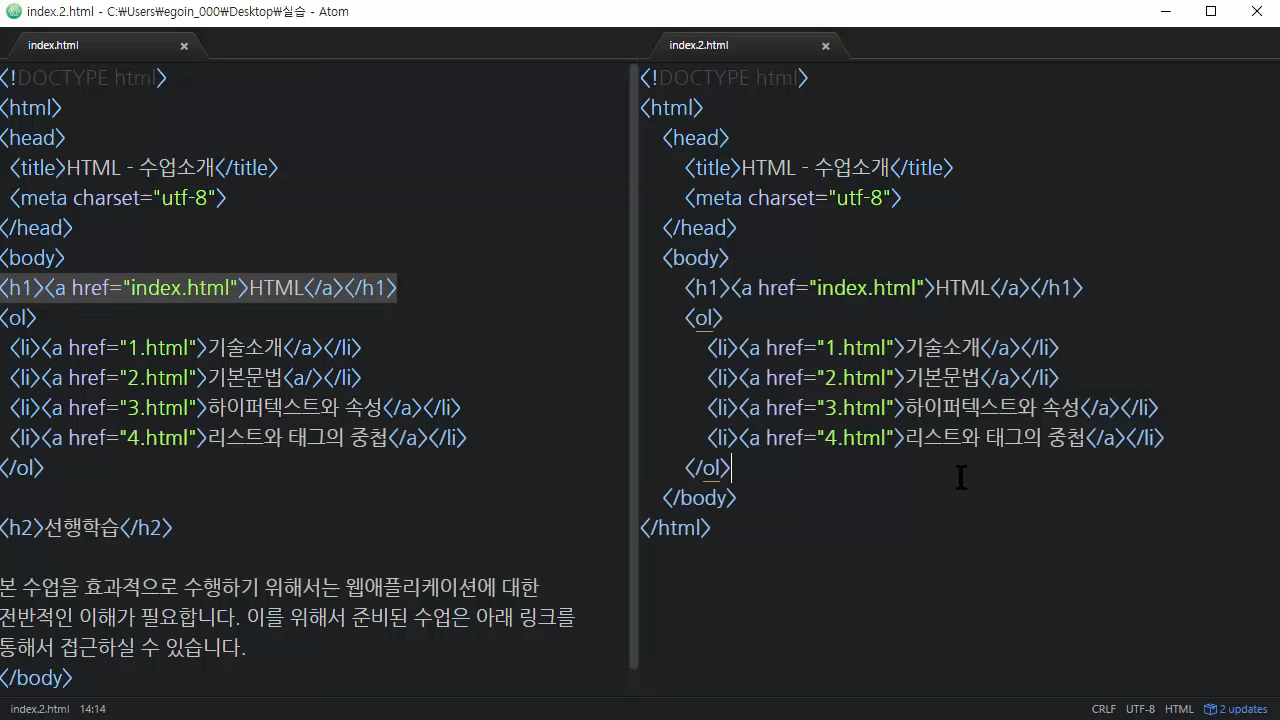 index.2.html - C:₩Users₩egoin_000₩Desktop₩실습 - Atom
index.html
<!DOCTYPE html>
<html>
<head>
<title>HTML - 수업소개</title>
<meta charset="utf-8">
</head>
<body>
<h1><a href="index.html">HTML</a></h1>
<ol>
<li><a href="1.html">기술소개</a></li>
<li><a href="2.html">기본문법<a/></li>
<li><a href="3.html">하이퍼텍스트와 속성</a></li>
<li><a href="4.html">리스트와 태그의 중첩</a></li>
</ol>
<h2>선행학습</h2>
본 수업을 효과적으로 수행하기 위해서는 웹애플리케이션에 대한
전반적인 이해가 필요합니다. 이를 위해서 준비된 수업은 아래 링크를
통해서 접근하실 수 있습니다.
</body>
index.2.html
<!DOCTYPE html>
<html>
<head>
<title>HTML - 수업소개</title>
<meta charset="utf-8">
</head>
<body>
<h1><a href="index.html">HTML</a></h1>
<ol>
<li><a href="1.html">기술소개</a></li>
<li><a href="2.html">기본문법</a></li>
<li><a href="3.html">하이퍼텍스트와 속성</a></li>
<li><a href="4.html">리스트와 태그의 중첩</a></li>
</ol>
</body>
</html>
index.2.html 14:14
CRLF UTF-8 HTML 2 updates